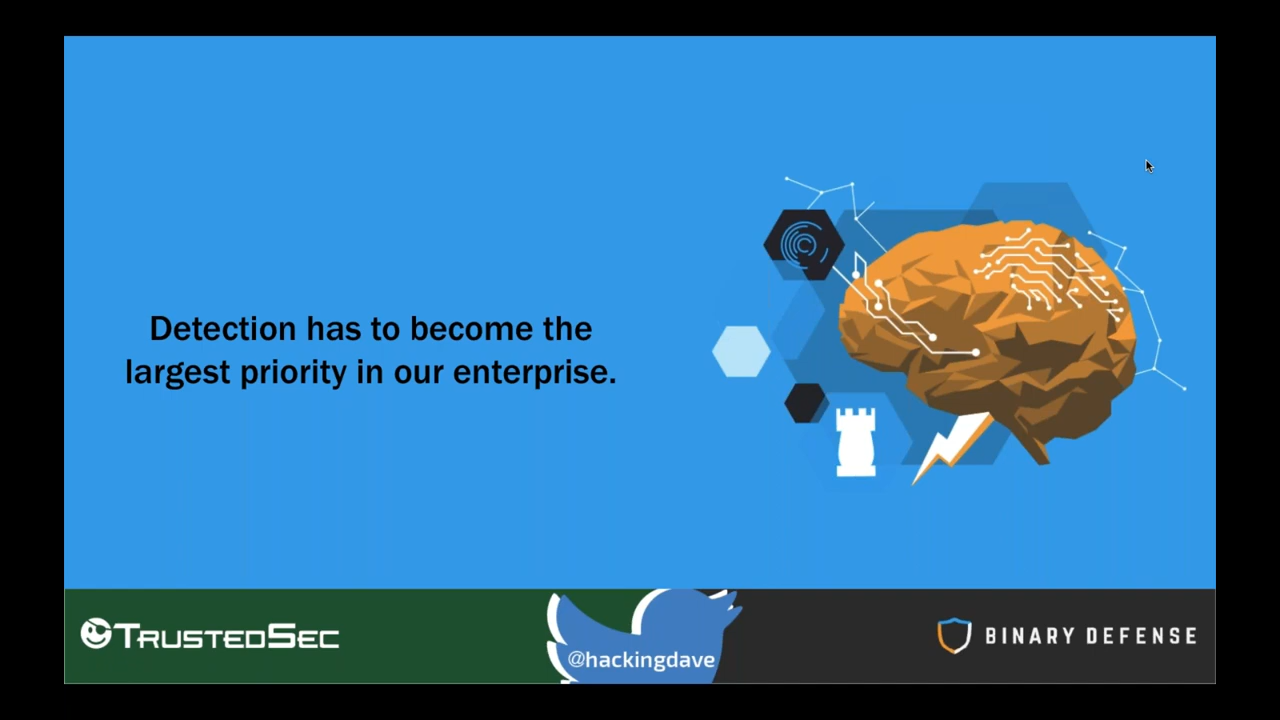 Detection has to become the
largest priority in our enterprise.
TRUSTEDSEC
@hackingdave
BINARY DEFENSE